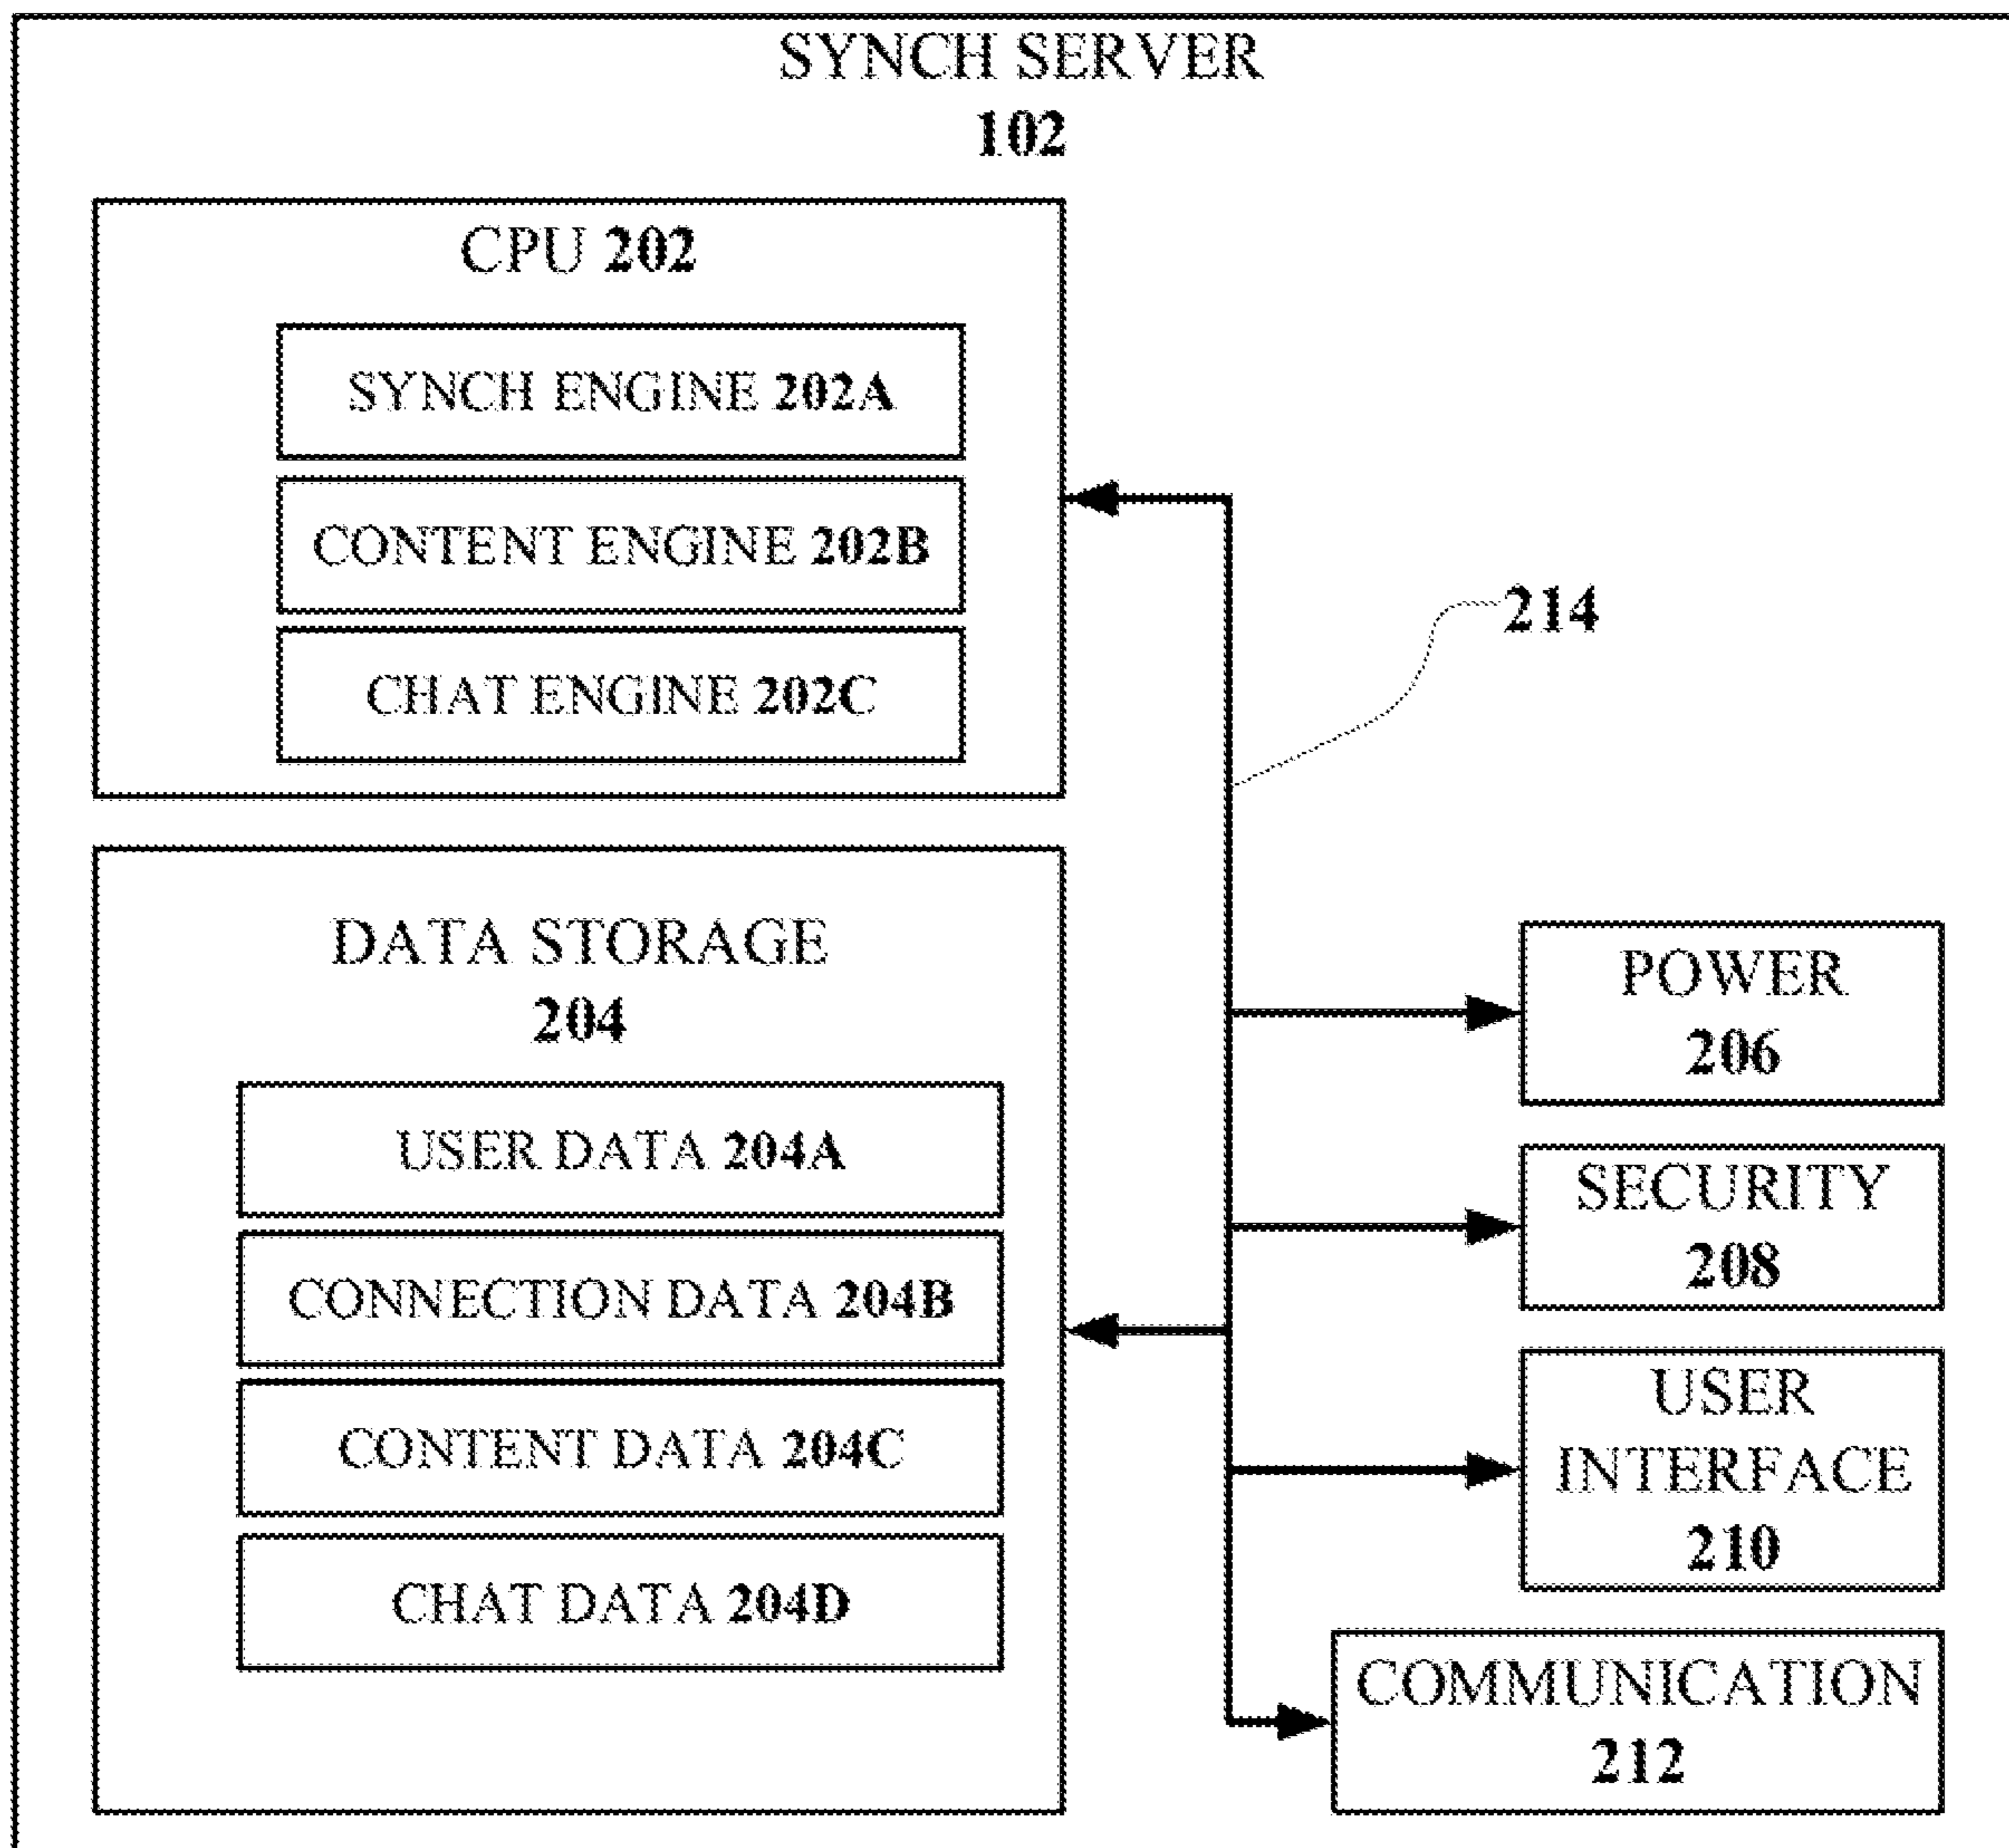 SYNCH SERVER
102
CPU 202
SYNCH ENGINE 202A
CONTENT ENGINE 202B
CHAT ENGINE 202C
214
DATA STORAGE
204
USER DATA 204A
CONNECTION DATA 204B
CONTENT DATA 204C
CHAT DATA 204D
POWER
206
SECURITY
208
USER
INTERFACE
210
COMMUNICATION
212